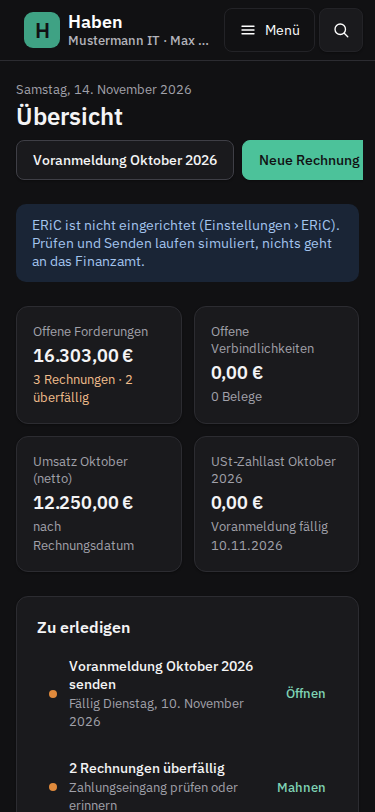 H
Haben
Mustermann IT · Max ...
Menü
Samstag, 14. November 2026
Übersicht
Voranmeldung Oktober 2026
Neue Rechnung
ERiC ist nicht eingerichtet (Einstellungen › ERiC).
Prüfen und Senden laufen simuliert, nichts geht
an das Finanzamt.
Offene Forderungen
16.303,00 €
3 Rechnungen · 2
überfällig
Offene
Verbindlichkeiten
0,00 €
0 Belege
Umsatz Oktober
(netto)
12.250,00 €
nach
Rechnungsdatum
USt-Zahllast Oktober
2026
0,00 €
Voranmeldung fällig
10.11.2026
Zu erledigen
Voranmeldung Oktober 2026
senden
Fällig Dienstag, 10. November
2026
Öffnen
2 Rechnungen überfällig
Zahlungseingang prüfen oder
erinnern
Mahnen